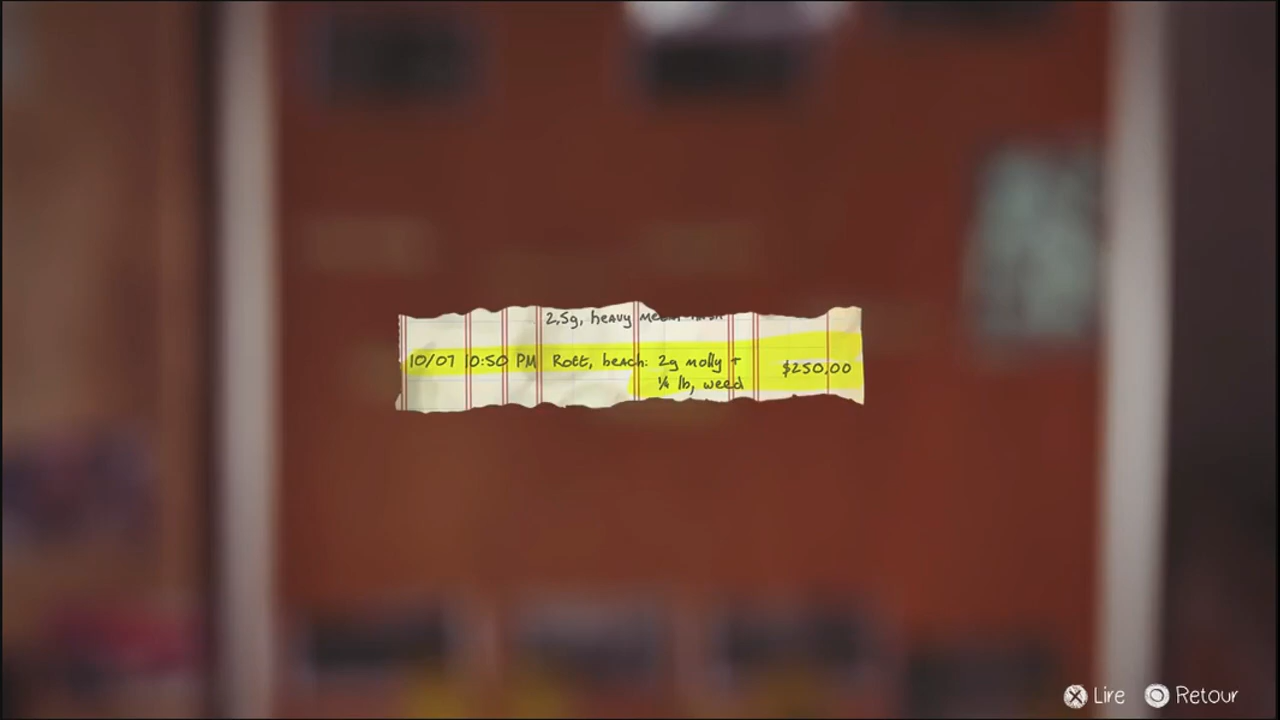 2,5g, heavy
10/07 10:50 PM Rott, beach: 2g molly + $250,00
1/4 lb, weed
Lire Retour